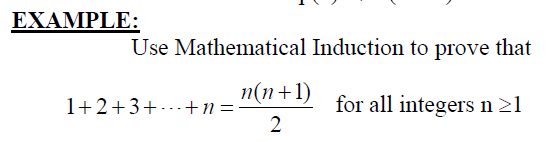 EXAMPLE:
Use Mathematical Induction to prove that
1+2+3+···+n = n(n+1)/2 for all integers n ≥1